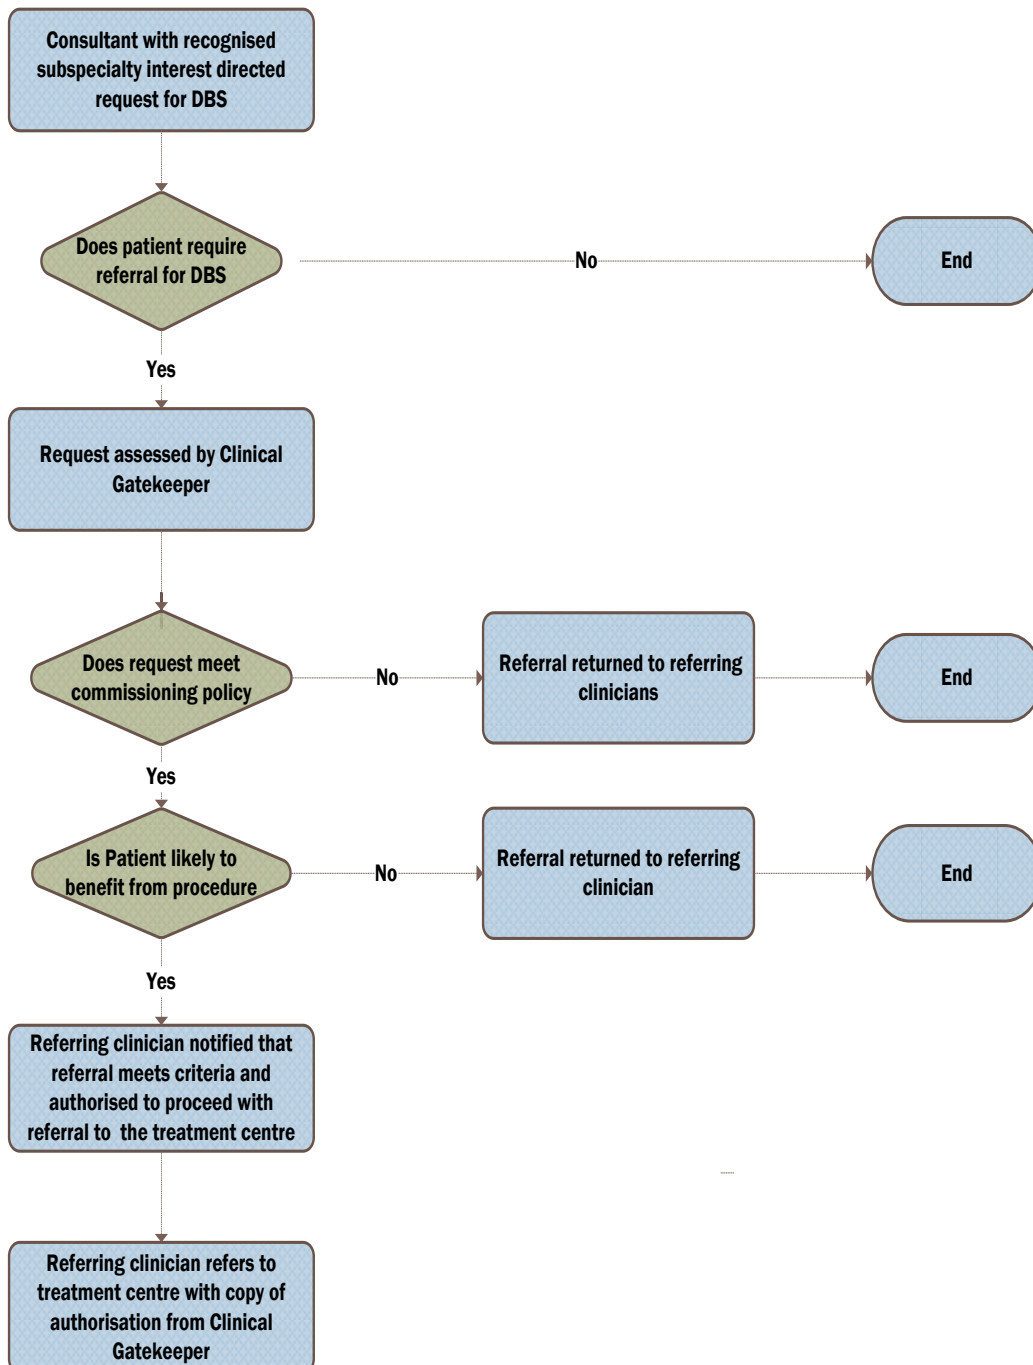 Consultant with recognised
subspecialty interest directed
request for DBS
Does patient require
referral for DBS
No
End
Yes
Request assessed by Clinical
Gatekeeper
Does request meet
commissioning policy
No
Referral returned to referring
clinicians
End
Yes
Is Patient likely to
benefit from procedure
No
Referral returned to referring
clinician
End
Yes
Referring clinician notified that
referral meets criteria and
authorised to proceed with
referral to the treatment centre
Referring clinician refers to
treatment centre with copy of
authorisation from Clinical
Gatekeeper